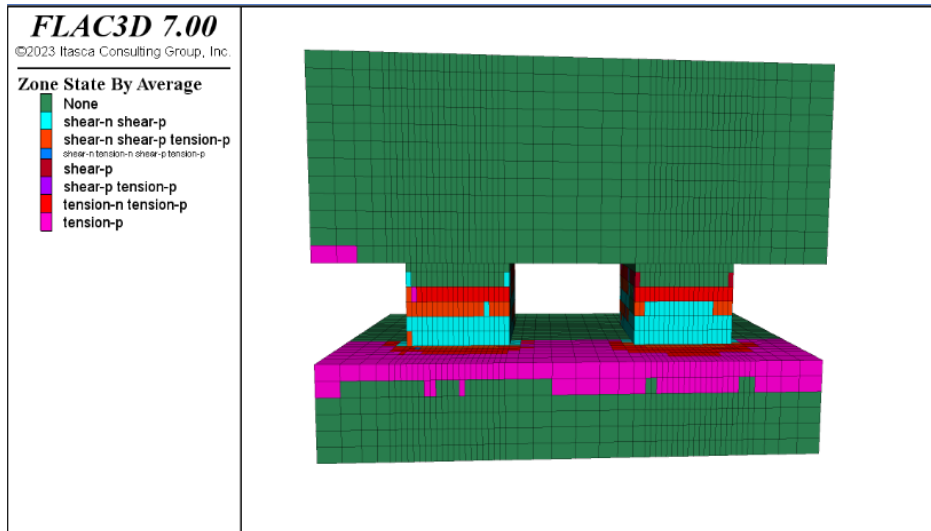 FLAC3D 7.00
©2023 Itasca Consulting Group, Inc.
Zone State By Average
None
shear-n shear-p
shear-n shear-p tension-p
shear-n tension-n shear-p tension-p
shear-p
shear-p tension-p
tension-n tension-p
tension-p